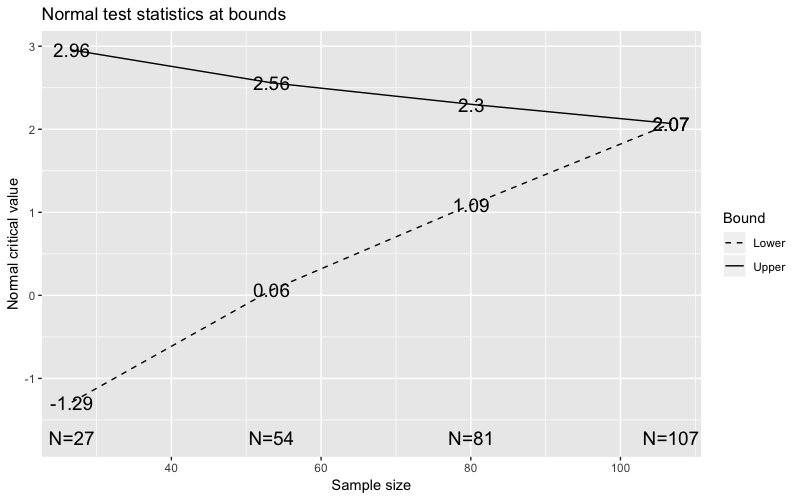 Normal test statistics at bounds
Normal critical value
3
2
1
0
-1
2.96
2.56
2.3
2.07
1.09
0.06
-1.29
N=27 N=54 N=81 N=107
40 60 80 100
Sample size
Bound
Lower
Upper